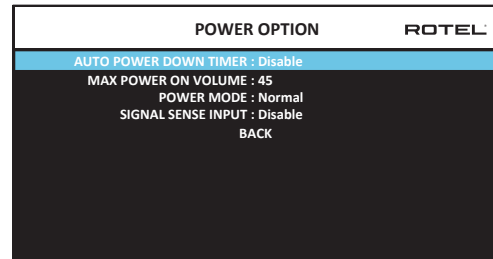 POWER OPTION ROTEL
AUTO POWER DOWN TIMER : Disable
MAX POWER ON VOLUME : 45
POWER MODE : Normal
SIGNAL SENSE INPUT : Disable
BACK